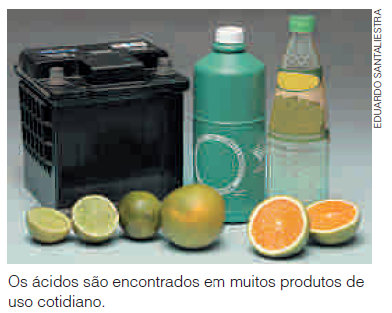 EDUARDO SANTALIESTRA
Os ácidos são encontrados em muitos produtos de
uso cotidiano.